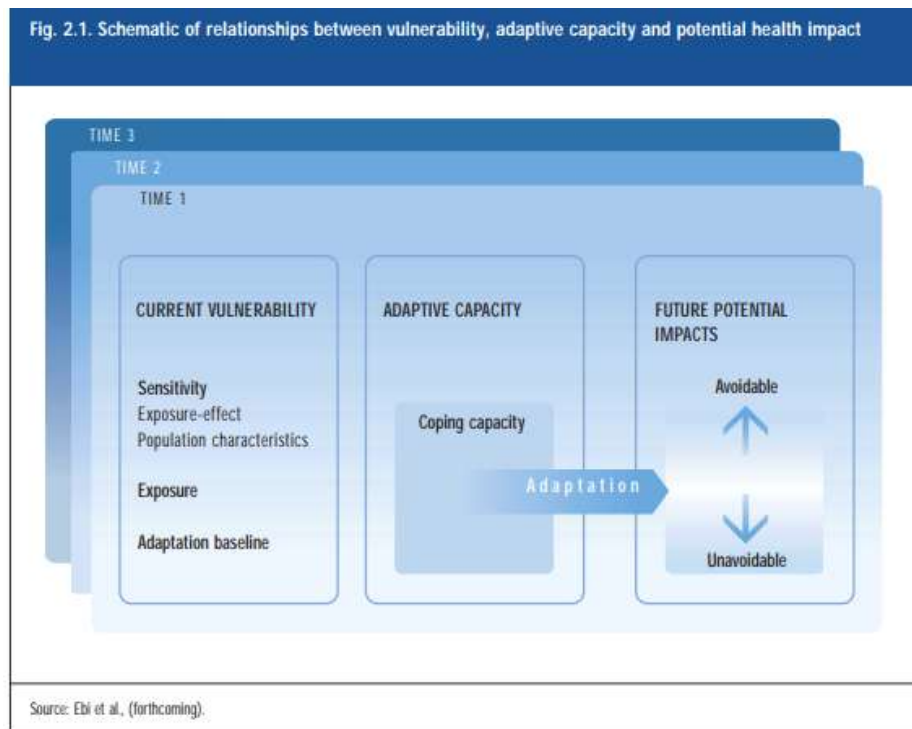 Fig. 2.1. Schematic of relationships between vulnerability, adaptive capacity and potential health impact
TIME 3
TIME 2
TIME 1
CURRENT VULNERABILITY
Sensitivity
Exposure-effect
Population characteristics
Exposure
Adaptation baseline
ADAPTIVE CAPACITY
Coping capacity
Adaptation
FUTURE POTENTIAL
IMPACTS
Avoidable
Unavoidable
Source: Ebi et al., (forthcoming).